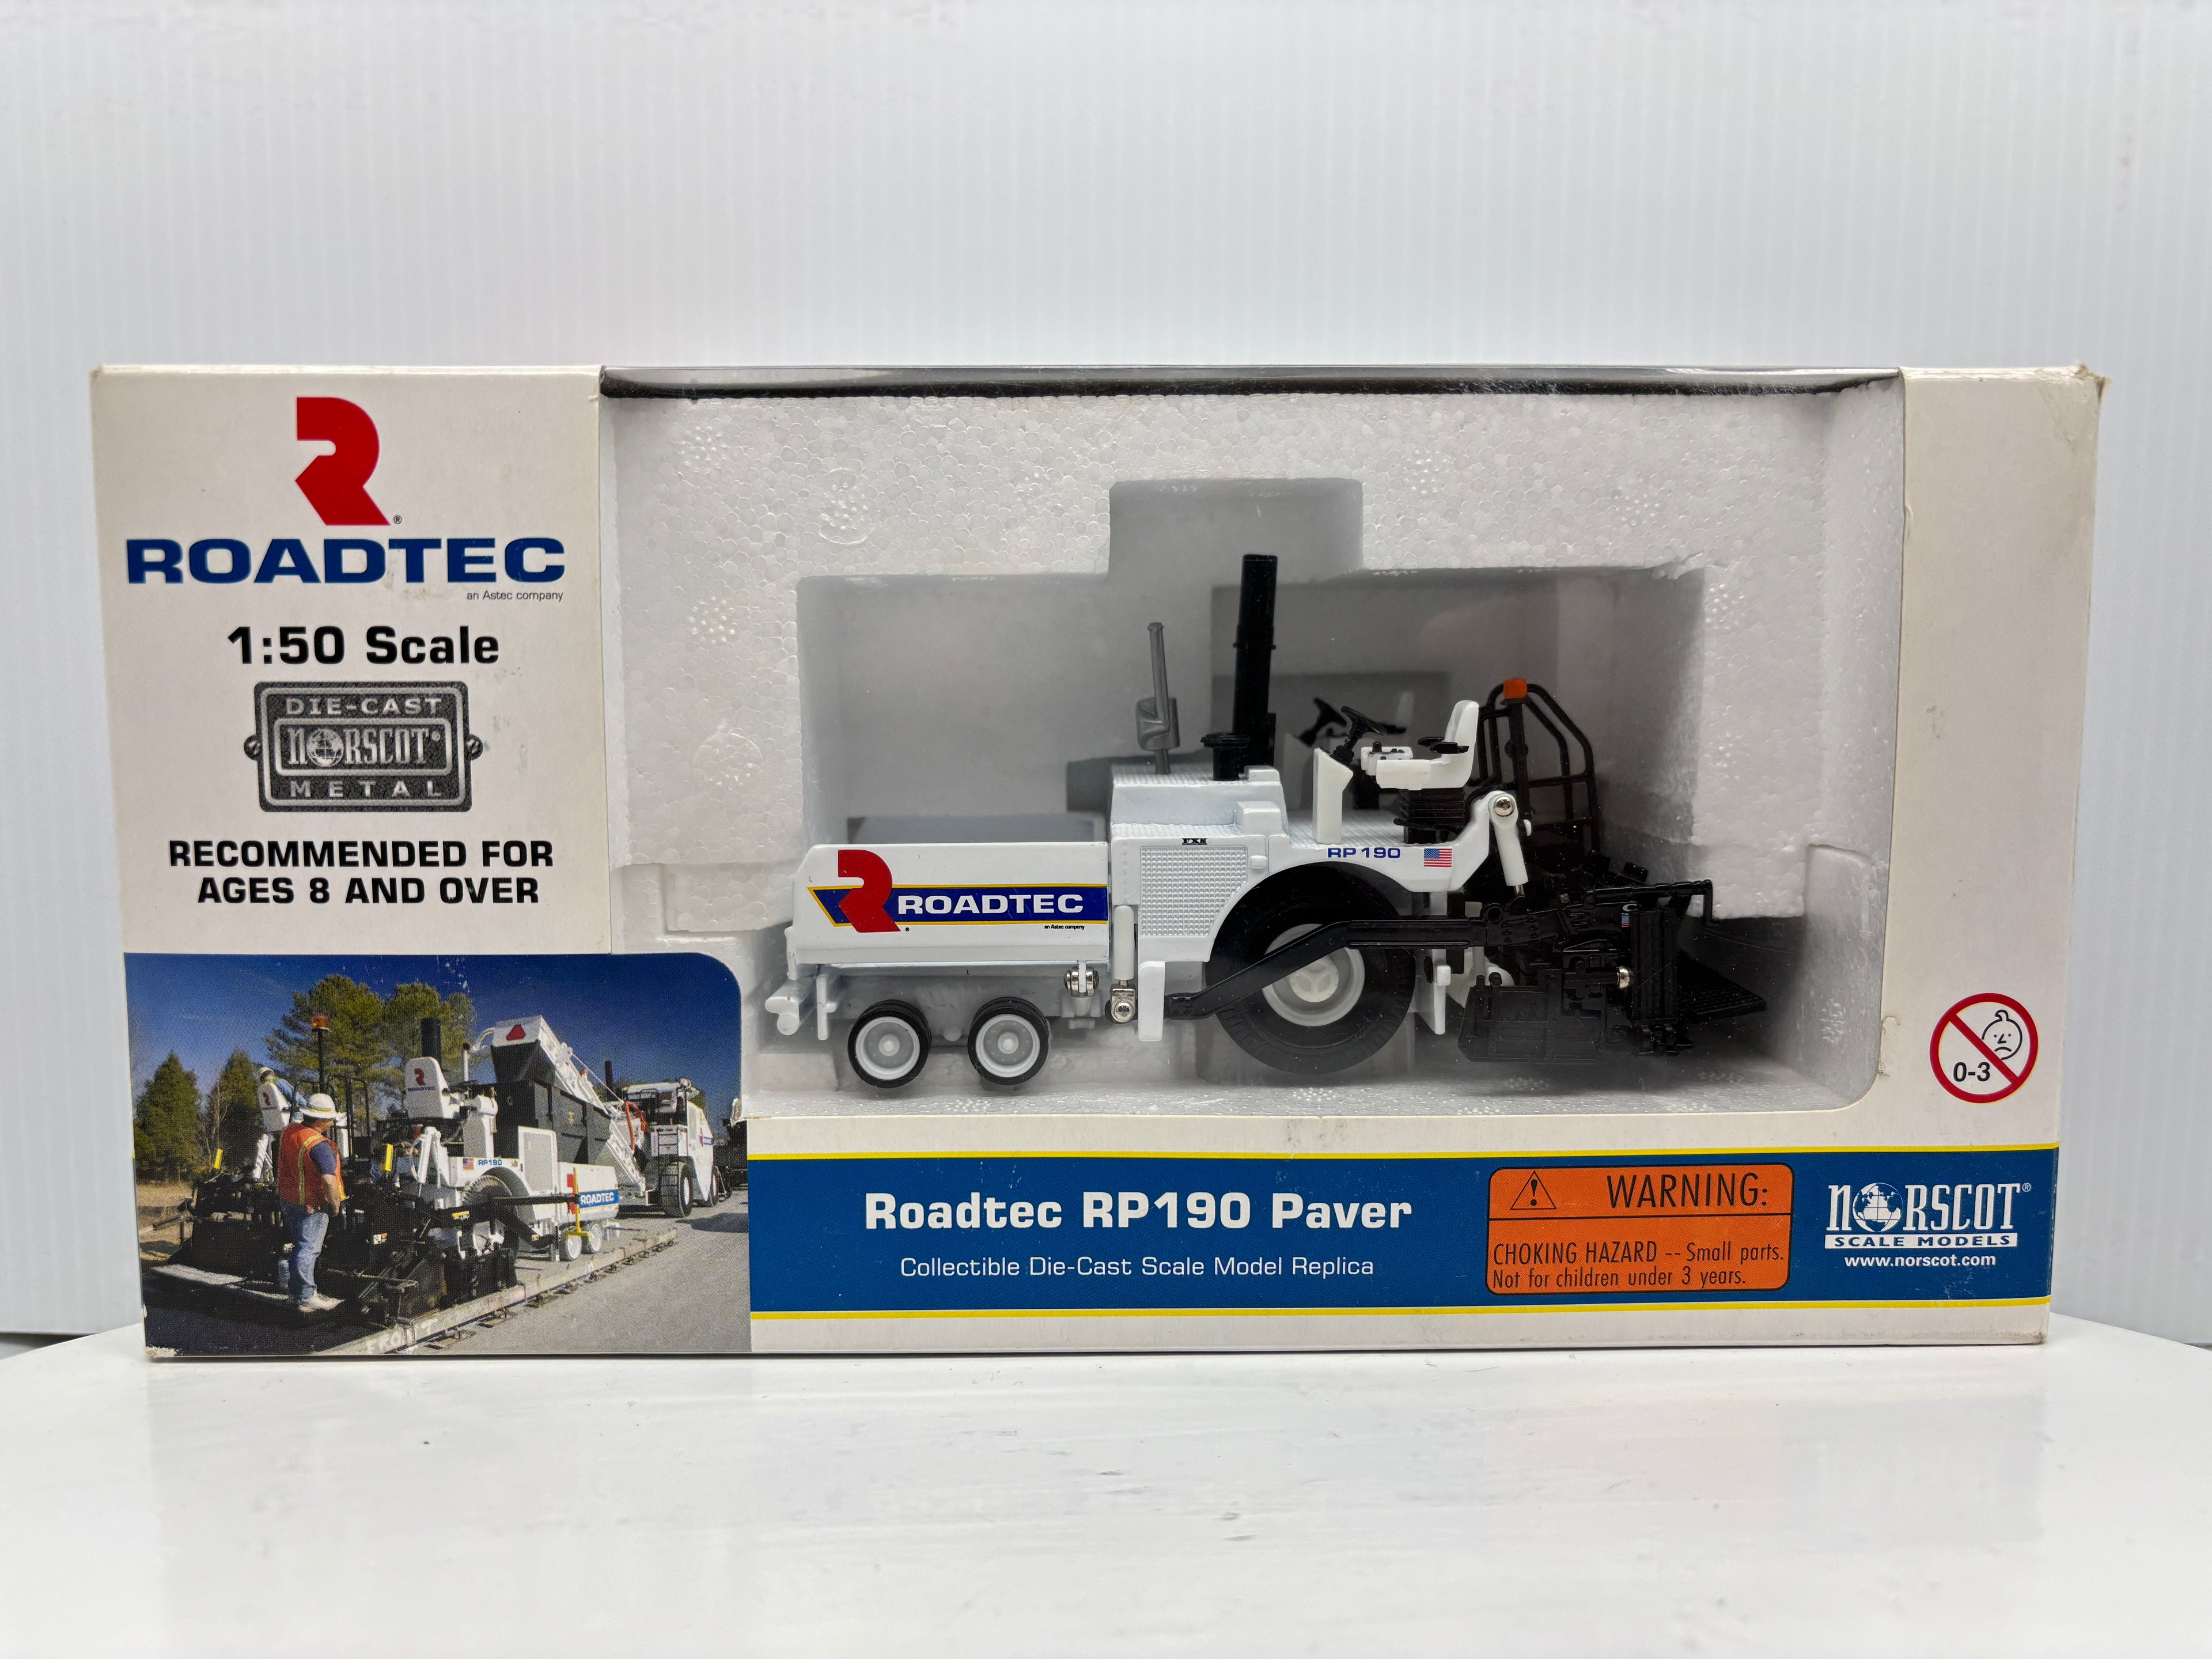 R®
ROADTEC
an Astec company
1:50 Scale
DIE-CAST
NORSCOT®
METAL
RECOMMENDED FOR
AGES 8 AND OVER
ROADTEC
RP190
ROADTEC
R ROADTEC
an Astec company
RP 190
0-3
Roadtec RP190 Paver
Collectible Die-Cast Scale Model Replica
WARNING:
CHOKING HAZARD -- Small parts.
Not for children under 3 years.
NORSCOT®
SCALE MODELS
www.norscot.com